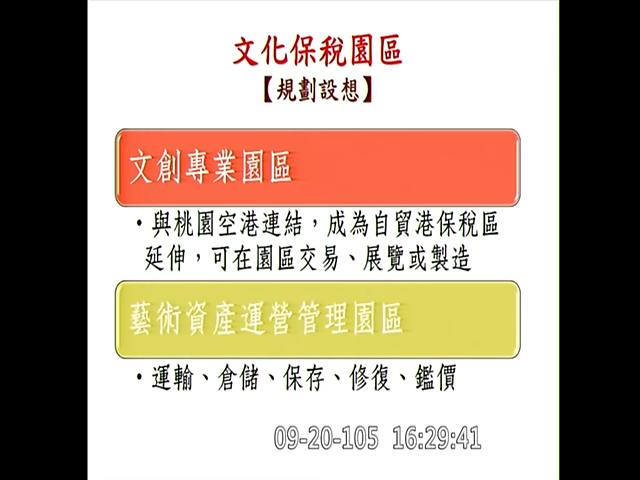 文化保稅園區
【規劃設想】
文創專業園區
・與桃園空港連結，成為自貿港保稅區
延伸，可在園區交易、展覽或製造
藝術資產運營管理園區
・運輸、倉儲、保存、修復、鑑價
09-20-105 16:29:41